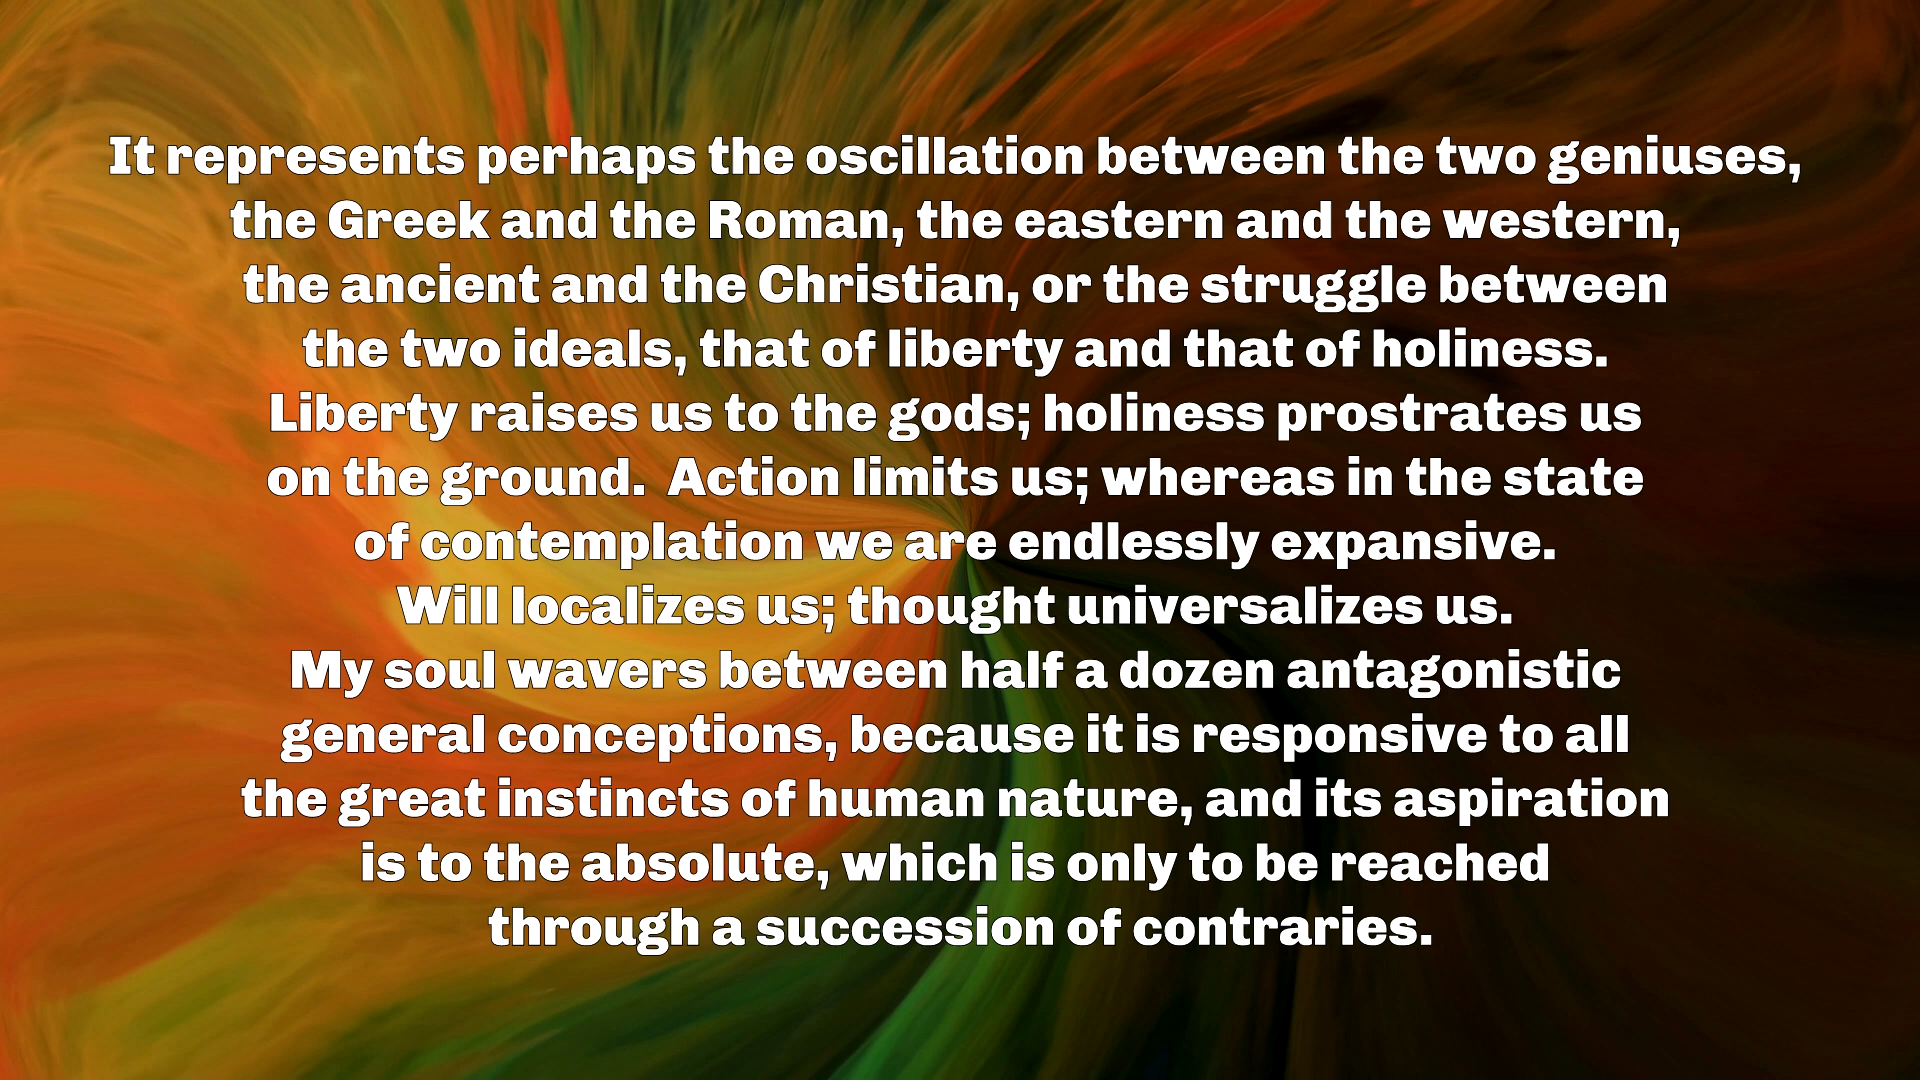 It represents perhaps the oscillation between the two geniuses,
the Greek and the Roman, the eastern and the western,
the ancient and the Christian, or the struggle between
the two ideals, that of liberty and that of holiness.
Liberty raises us to the gods; holiness prostrates us
on the ground.  Action limits us; whereas in the state
of contemplation we are endlessly expansive.
Will localizes us; thought universalizes us.
My soul wavers between half a dozen antagonistic
general conceptions, because it is responsive to all
the great instincts of human nature, and its aspiration
is to the absolute, which is only to be reached
through a succession of contraries.